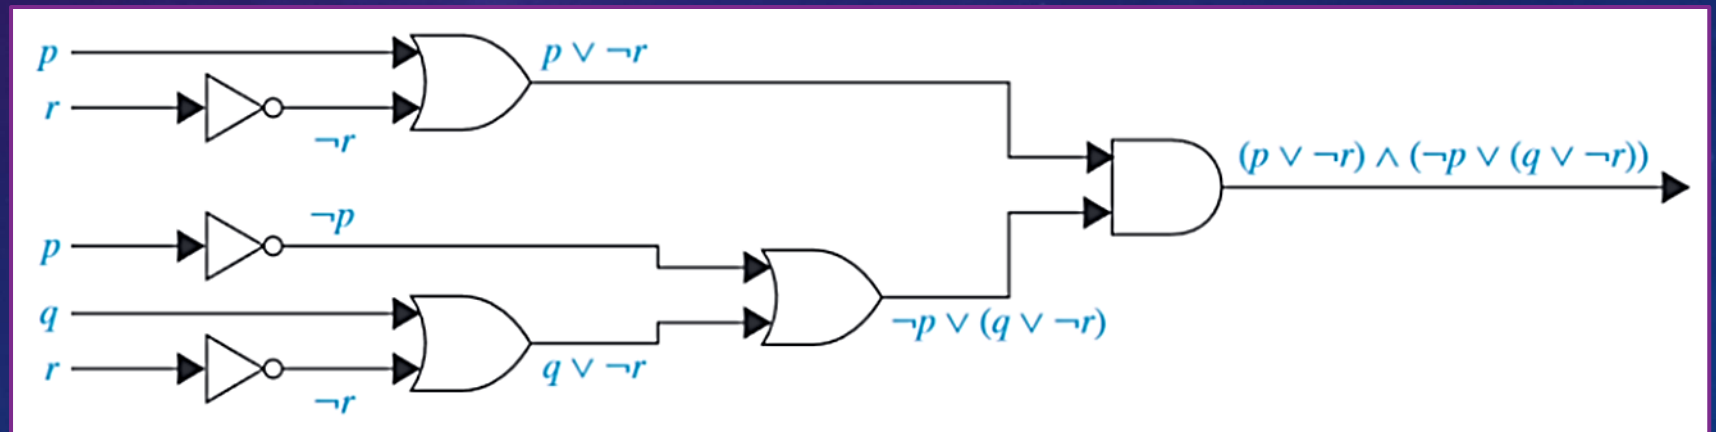 p
p ∨ ¬r
r
¬r
(p ∨ ¬r) ∧ (¬p ∨ (q ∨ ¬r))
¬p
p
q
¬p ∨ (q ∨ ¬r)
r
q ∨ ¬r
¬r